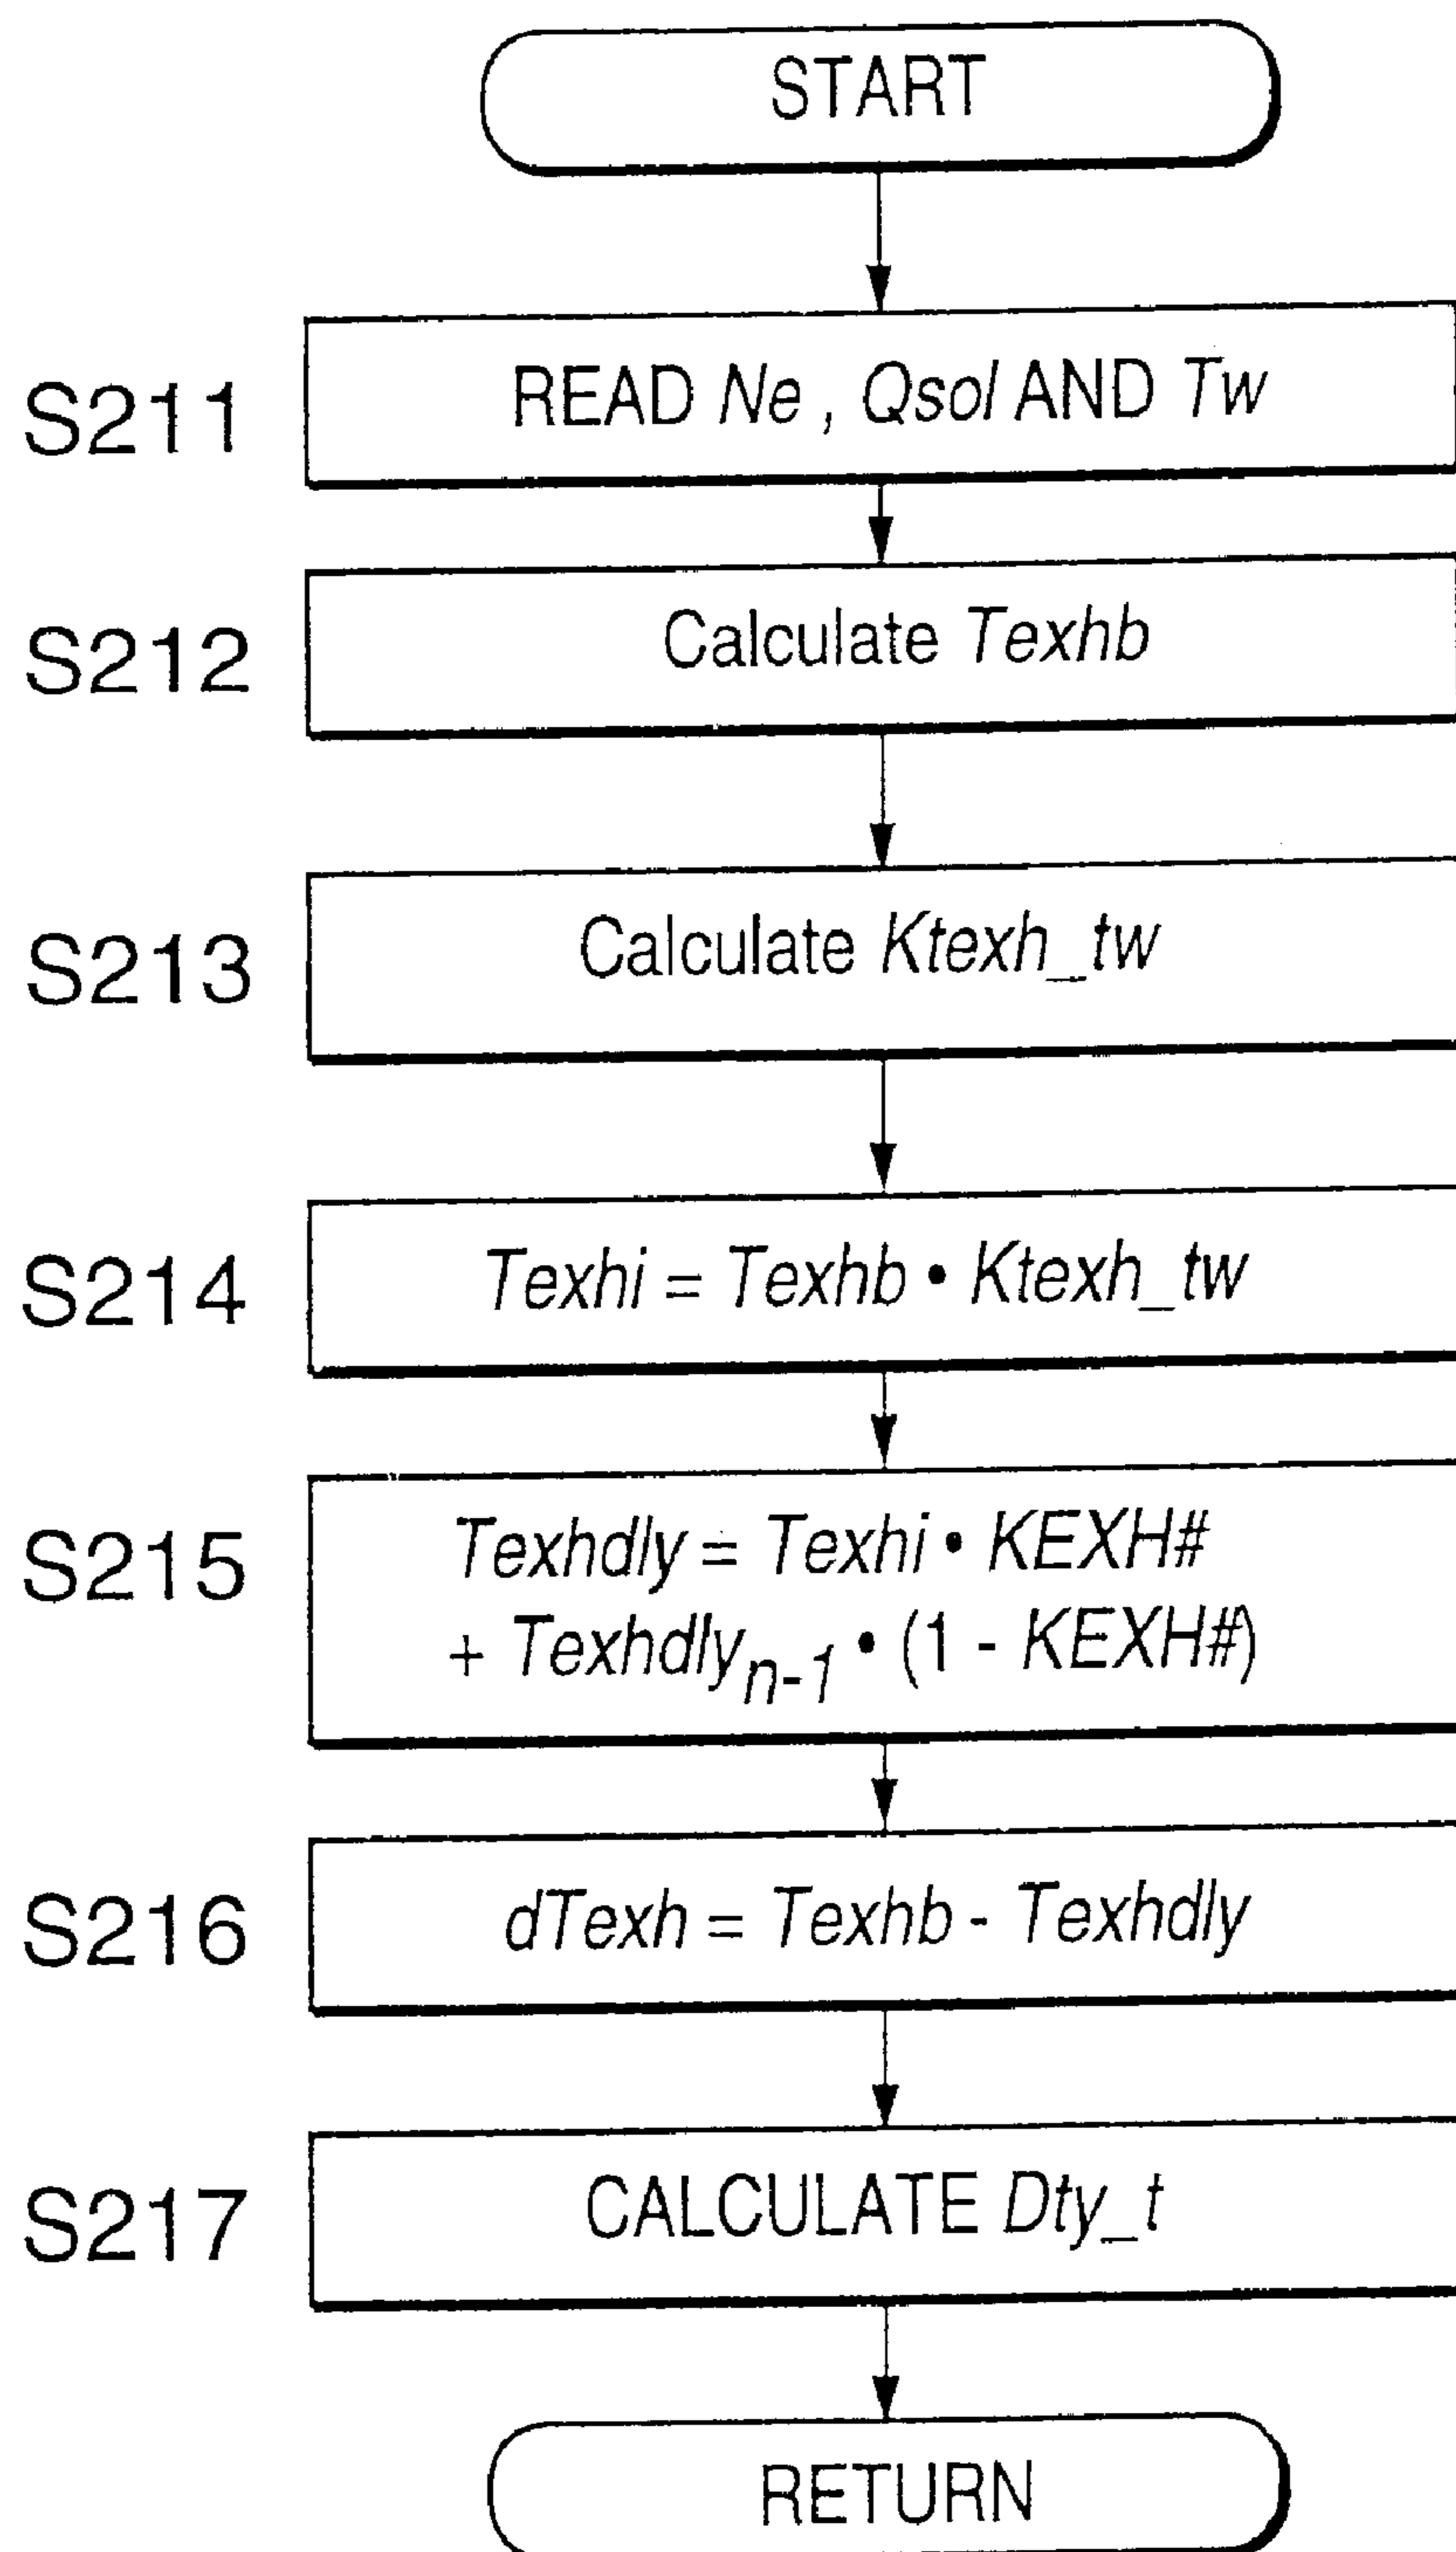 START
S211
READ Ne , Qsol AND Tw
S212
Calculate Texhb
S213
Calculate Ktexh_tw
S214
Texhi = Texhb • Ktexh_tw
S215
Texhdly = Texhi • KEXH#
+ Texhdlyn-1 • (1 - KEXH#)
S216
dTexh = Texhb - Texhdly
S217
CALCULATE Dty_t
RETURN